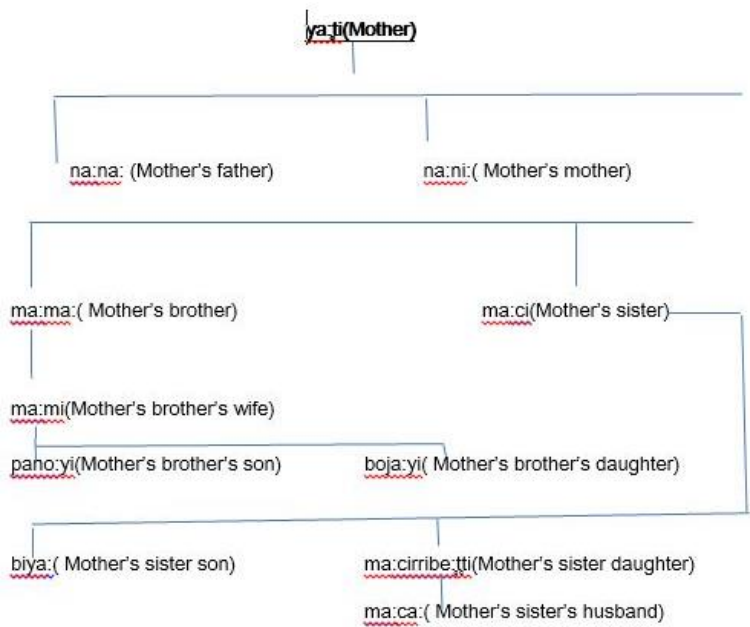 ya:ti(Mother)
na:na: (Mother's father) na:ni:( Mother's mother)
ma:ma:( Mother's brother) ma:ci(Mother's sister)
ma:mi(Mother's brother's wife)
pano:yi(Mother's brother's son) boja:yi( Mother's brother's daughter)
biya:( Mother's sister son) ma:cirribe:tti(Mother's sister daughter)
ma:ca:( Mother's sister's husband)